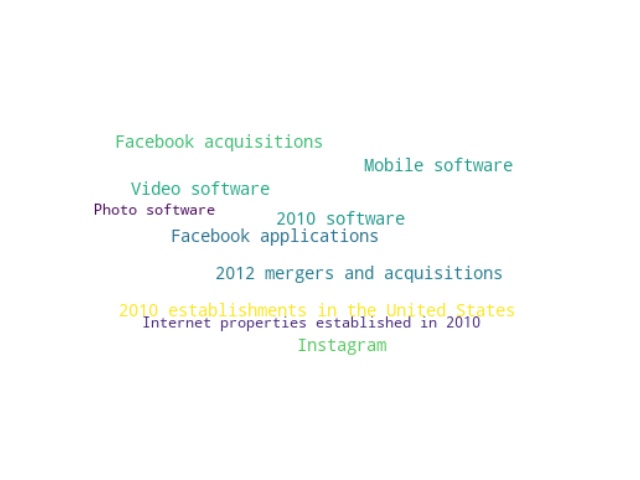 Facebook acquisitions
Mobile software
Video software
Photo software
2010 software
Facebook applications
2012 mergers and acquisitions
2010 establishments in the United States
Internet properties established in 2010
Instagram